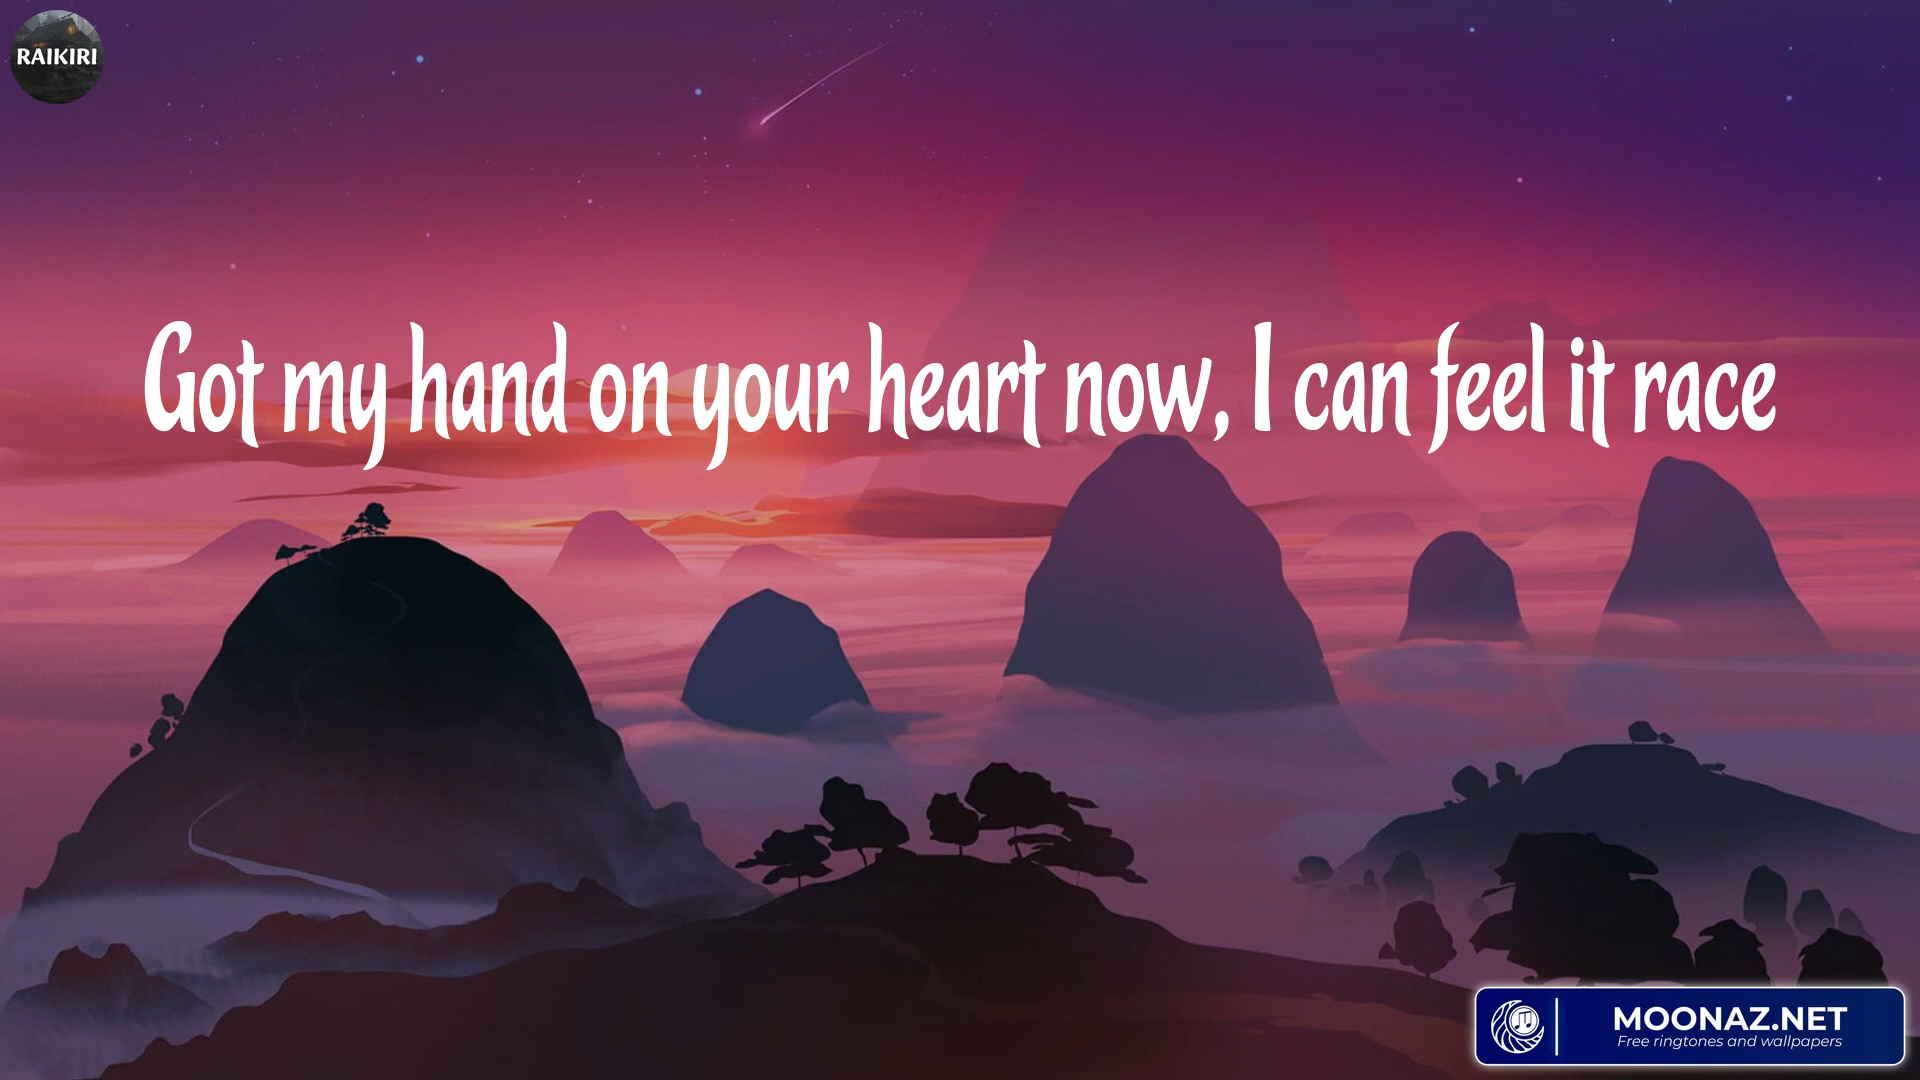 RAIKIRI
Got my hand on your heart now, I can feel it race
MOONAZ.NET
Free ringtones and wallpapers